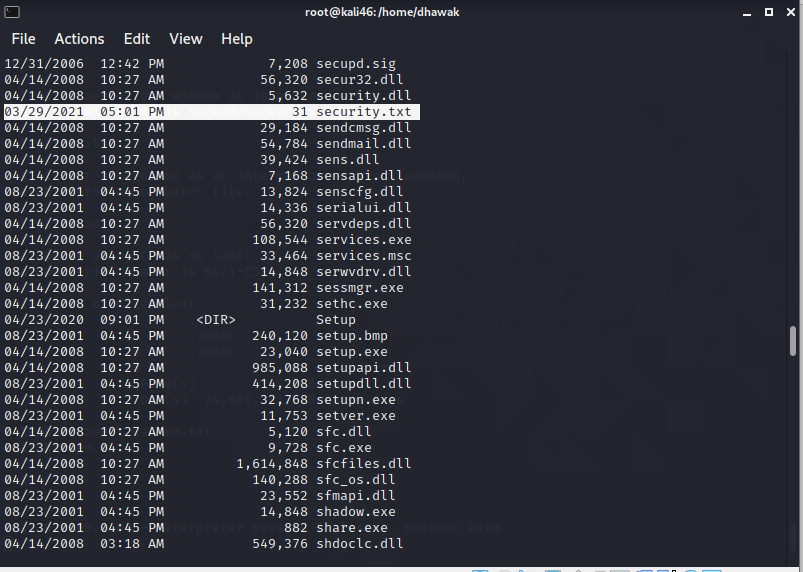 root@kali46:/home/dhawak
File Actions Edit View Help
12/31/2006 12:42 PM 7,208 secupd.sig
04/14/2008 10:27 AM 56,320 secur32.dll
04/14/2008 10:27 AM 5,632 security.dll
03/29/2021 05:01 PM 31 security.txt
04/14/2008 10:27 AM 29,184 sendcmsg.dll
04/14/2008 10:27 AM 54,784 sendmail.dll
04/14/2008 10:27 AM 39,424 sens.dll
04/14/2008 10:27 AM 7,168 sensapi.dll
08/23/2001 04:45 PM 13,824 senscfg.dll
08/23/2001 04:45 PM 14,336 serialui.dll
04/14/2008 10:27 AM 56,320 servdeps.dll
04/14/2008 10:27 AM 108,544 services.exe
08/23/2001 04:45 PM 33,464 services.msc
08/23/2001 04:45 PM 14,848 serwvdrv.dll
04/14/2008 10:27 AM 141,312 sessmgr.exe
04/14/2008 10:27 AM 31,232 sethc.exe
04/23/2020 09:01 PM <DIR> Setup
08/23/2001 04:45 PM 240,120 setup.bmp
04/14/2008 10:27 AM 23,040 setup.exe
04/14/2008 10:27 AM 985,088 setupapi.dll
08/23/2001 04:45 PM 414,208 setupdll.dll
04/14/2008 10:27 AM 32,768 setupn.exe
08/23/2001 04:45 PM 11,753 setver.exe
04/14/2008 10:27 AM 5,120 sfc.dll
08/23/2001 04:45 PM 9,728 sfc.exe
04/14/2008 10:27 AM 1,614,848 sfcfiles.dll
04/14/2008 10:27 AM 140,288 sfc_os.dll
08/23/2001 04:45 PM 23,552 sfmapi.dll
08/23/2001 04:45 PM 14,848 shadow.exe
08/23/2001 04:45 PM 882 share.exe
04/14/2008 03:18 AM 549,376 shdoclc.dll